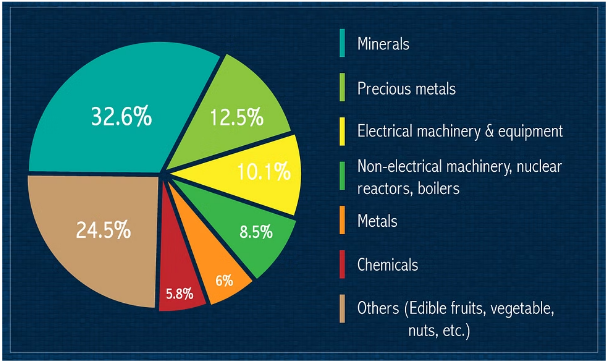 32.6%
12.5%
10.1%
8.5%
6%
5.8%
24.5%
Minerals
Precious metals
Electrical machinery & equipment
Non-electrical machinery, nuclear
reactors, boilers
Metals
Chemicals
Others (Edible fruits, vegetable,
nuts, etc.)